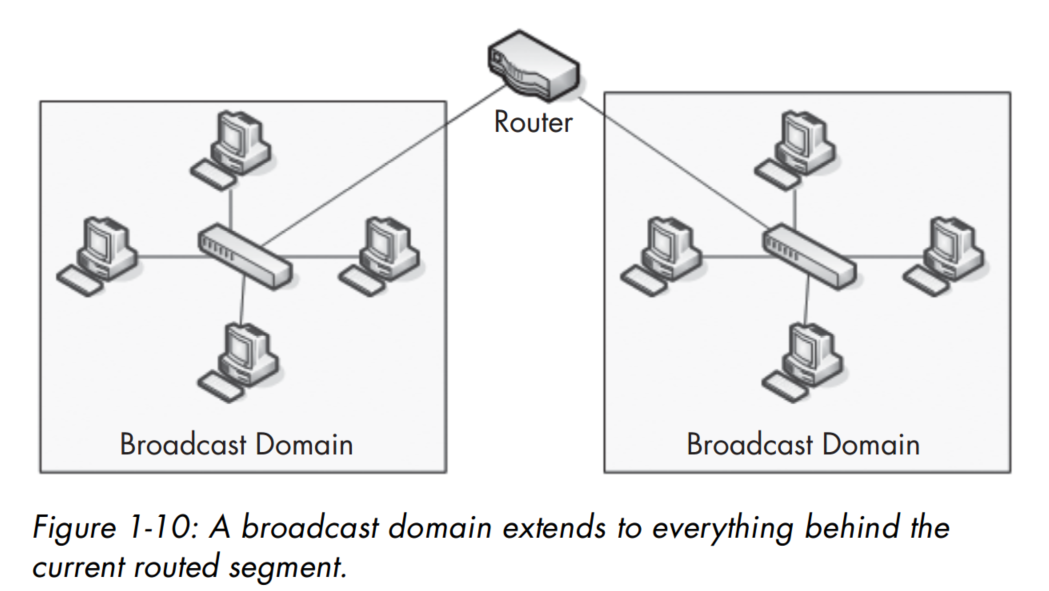 Router
Broadcast Domain
Broadcast Domain
Figure 1-10: A broadcast domain extends to everything behind the
current routed segment.